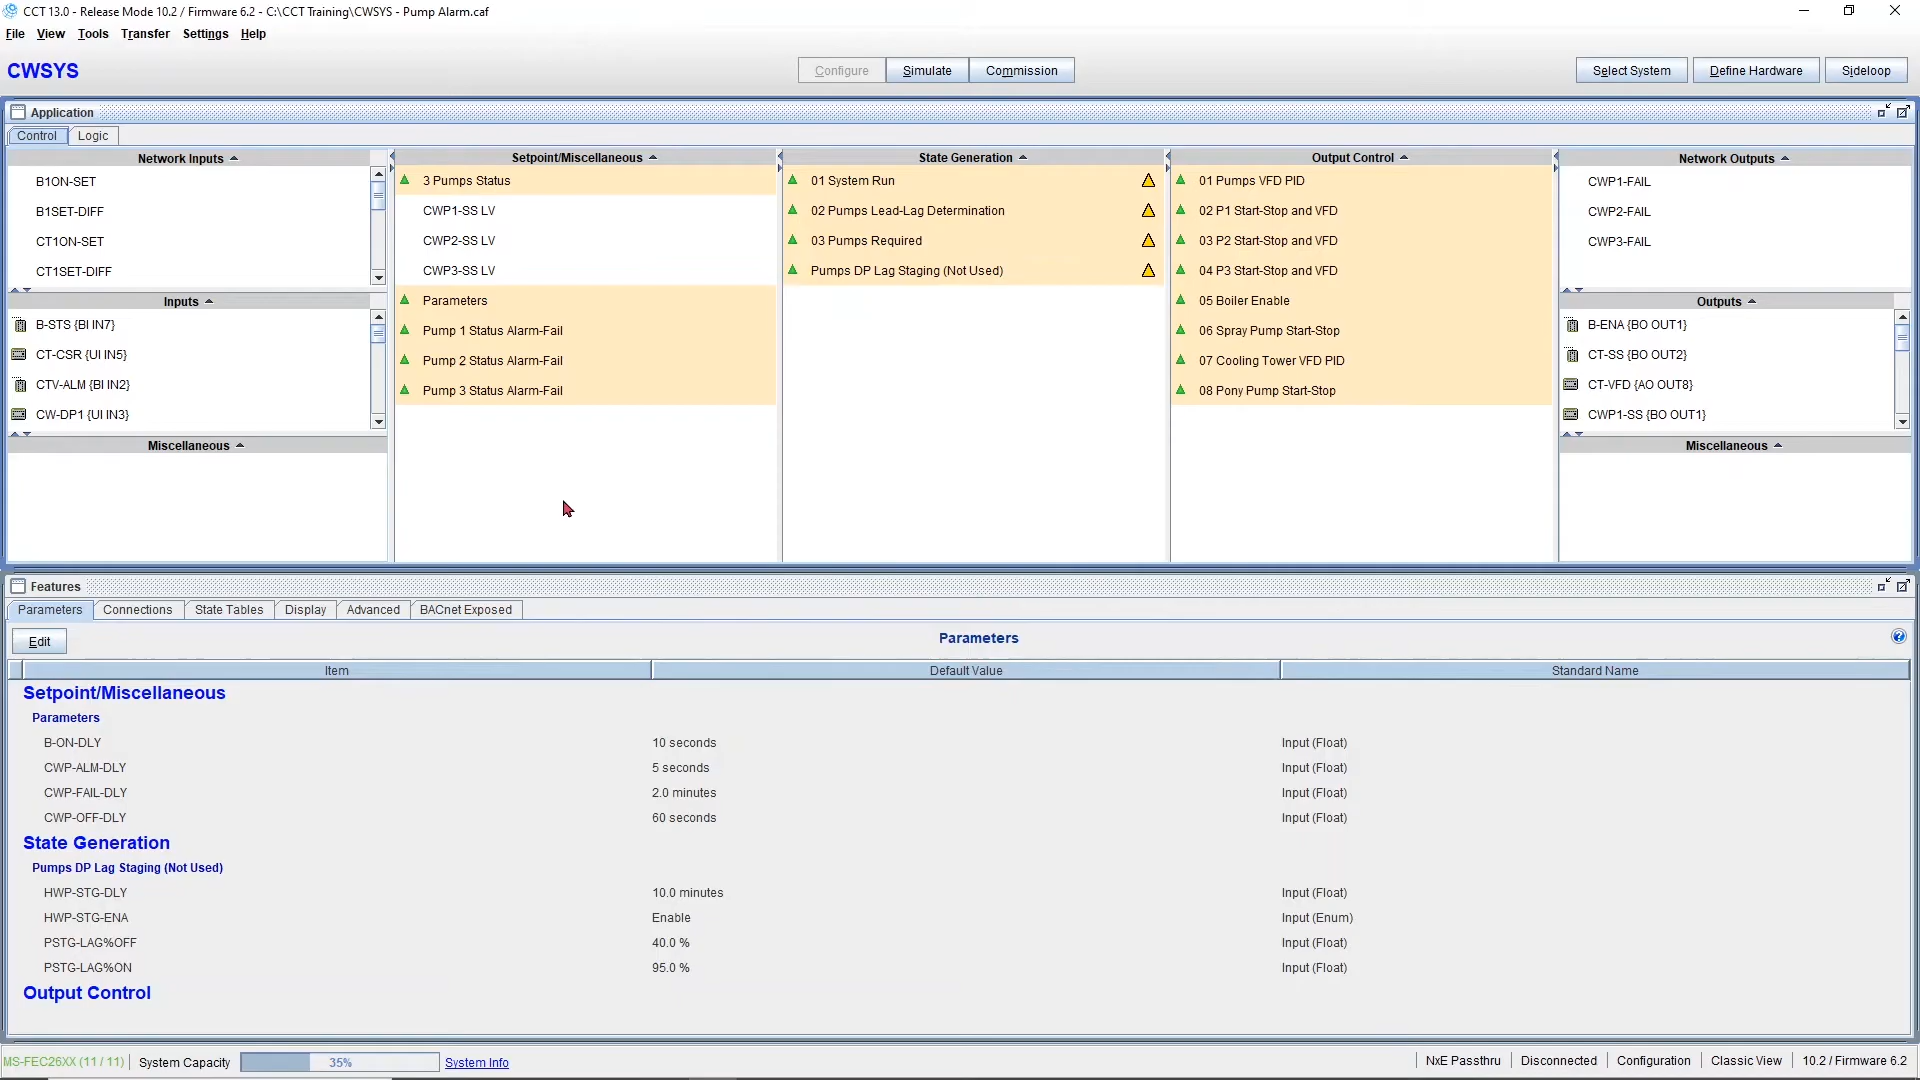 CCT 13.0 - Release Mode 10.2 / Firmware 6.2 - C:\CCT Training\CWSYS - Pump Alarm.caf
File View Tools Transfer Settings Help
CWSYS
Configure Simulate Commission
Select System Define Hardware Sideloop
Application
Control Logic
Network Inputs
B1ON-SET
B1SET-DIFF
CT1ON-SET
CT1SET-DIFF
Inputs
B-STS {BI IN7}
CT-CSR {UI IN5}
CTV-ALM {BI IN2}
CW-DP1 {UI IN3}
Miscellaneous
Setpoint/Miscellaneous
3 Pumps Status
CWP1-SS LV
CWP2-SS LV
CWP3-SS LV
Parameters
Pump 1 Status Alarm-Fail
Pump 2 Status Alarm-Fail
Pump 3 Status Alarm-Fail
State Generation
01 System Run
02 Pumps Lead-Lag Determination
03 Pumps Required
Pumps DP Lag Staging (Not Used)
Output Control
01 Pumps VFD PID
02 P1 Start-Stop and VFD
03 P2 Start-Stop and VFD
04 P3 Start-Stop and VFD
05 Boiler Enable
06 Spray Pump Start-Stop
07 Cooling Tower VFD PID
08 Pony Pump Start-Stop
Network Outputs
CWP1-FAIL
CWP2-FAIL
CWP3-FAIL
Outputs
B-ENA {BO OUT1}
CT-SS {BO OUT2}
CT-VFD {AO OUT8}
CWP1-SS {BO OUT1}
Miscellaneous
Features
Parameters Connections State Tables Display Advanced BACnet Exposed
Edit
Parameters
Item Default Value Standard Name
Setpoint/Miscellaneous
Parameters
B-ON-DLY 10 seconds Input (Float)
CWP-ALM-DLY 5 seconds Input (Float)
CWP-FAIL-DLY 2.0 minutes Input (Float)
CWP-OFF-DLY 60 seconds Input (Float)
State Generation
Pumps DP Lag Staging (Not Used)
HWP-STG-DLY 10.0 minutes Input (Float)
HWP-STG-ENA Enable Input (Enum)
PSTG-LAG%OFF 40.0 % Input (Float)
PSTG-LAG%ON 95.0 % Input (Float)
Output Control
MS-FEC26XX (11 / 11) System Capacity 35% System Info
NxE Passthru Disconnected Configuration Classic View 10.2 / Firmware 6.2